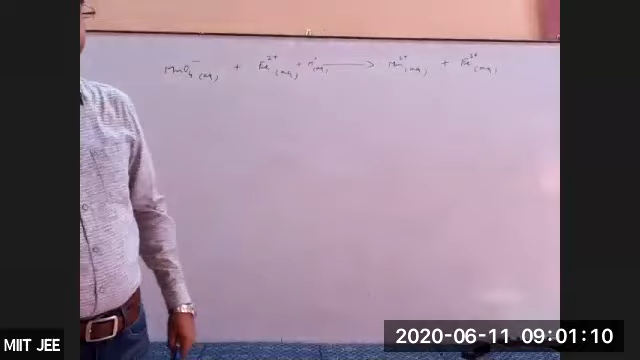 MnO₄⁻(aq) + Fe²⁺(aq) + H⁺(aq) ⟶ Mn²⁺(aq) + Fe³⁺(aq)
MIIT JEE
2020-06-11 09:01:10